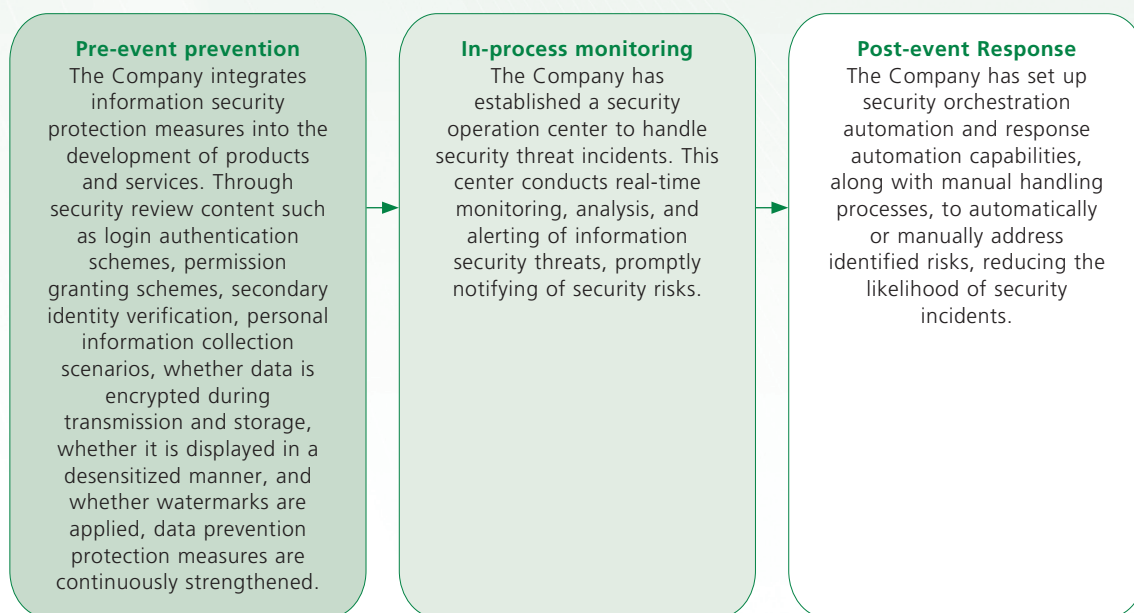 Pre-event prevention
The Company integrates
information security
protection measures into the
development of products
and services. Through
security review content such
as login authentication
schemes, permission
granting schemes, secondary
identity verification, personal
information collection
scenarios, whether data is
encrypted during
transmission and storage,
whether it is displayed in a
desensitized manner, and
whether watermarks are
applied, data prevention
protection measures are
continuously strengthened.
In-process monitoring
The Company has
established a security
operation center to handle
security threat incidents. This
center conducts real-time
monitoring, analysis, and
alerting of information
security threats, promptly
notifying of security risks.
Post-event Response
The Company has set up
security orchestration
automation and response
automation capabilities,
along with manual handling
processes, to automatically
or manually address
identified risks, reducing the
likelihood of security
incidents.